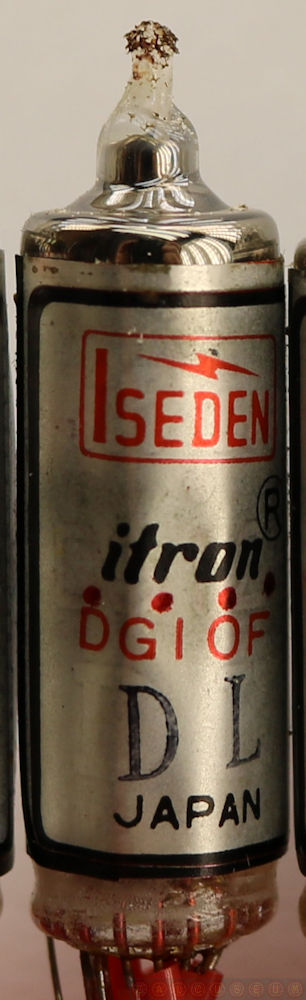 ISEDEN
itron®
DG10F
DL
JAPAN